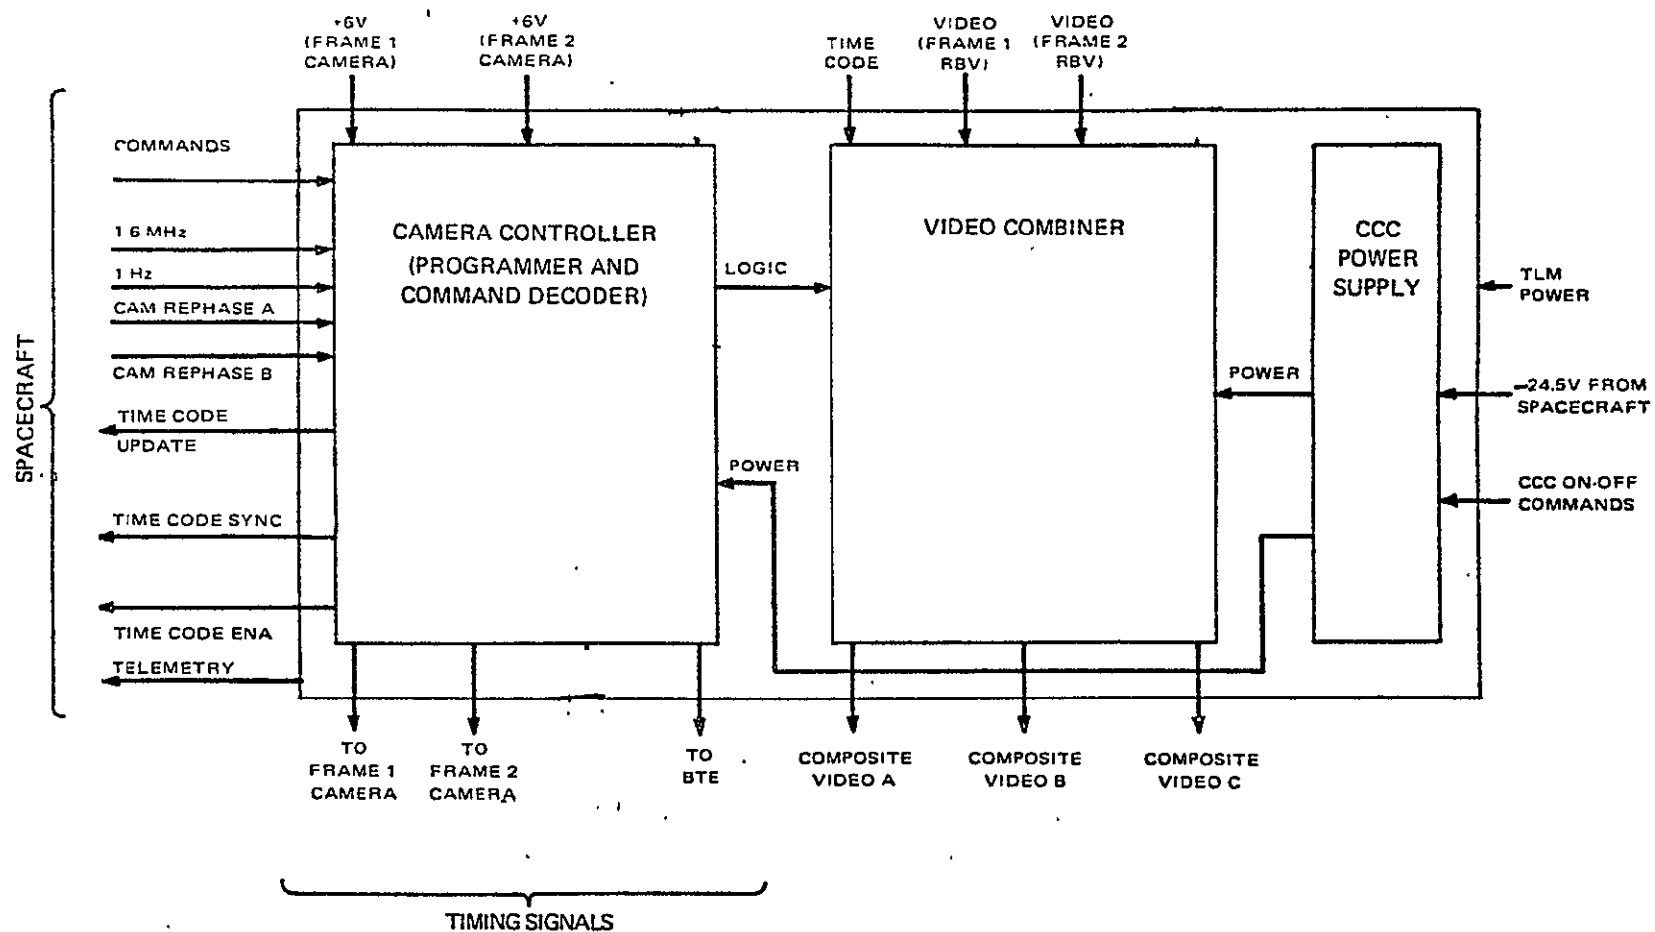 +6V
(FRAME 1
CAMERA)
+6V
(FRAME 2
CAMERA)
TIME
CODE
VIDEO
(FRAME 1
RBV)
VIDEO
(FRAME 2
RBV)
SPACECRAFT
COMMANDS
1 6 MHz
1 Hz
CAM REPHASE A
CAM REPHASE B
TIME CODE
UPDATE
TIME CODE SYNC
TIME CODE ENA
TELEMETRY
CAMERA CONTROLLER
(PROGRAMMER AND
COMMAND DECODER)
LOGIC
POWER
VIDEO COMBINER
POWER
CCC
POWER
SUPPLY
TLM
POWER
-24.5V FROM
SPACECRAFT
CCC ON-OFF
COMMANDS
TO
FRAME 1
CAMERA
TO
FRAME 2
CAMERA
TO
BTE
COMPOSITE
VIDEO A
COMPOSITE
VIDEO B
COMPOSITE
VIDEO C
TIMING SIGNALS